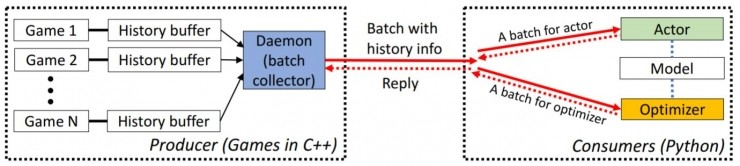 Game 1
History buffer
Game 2
History buffer
Game N
History buffer
Daemon
(batch
collector)
Producer (Games in C++)
Batch with
history info
Reply
A batch for actor
A batch for optimizer
Actor
Model
Optimizer
Consumers (Python)